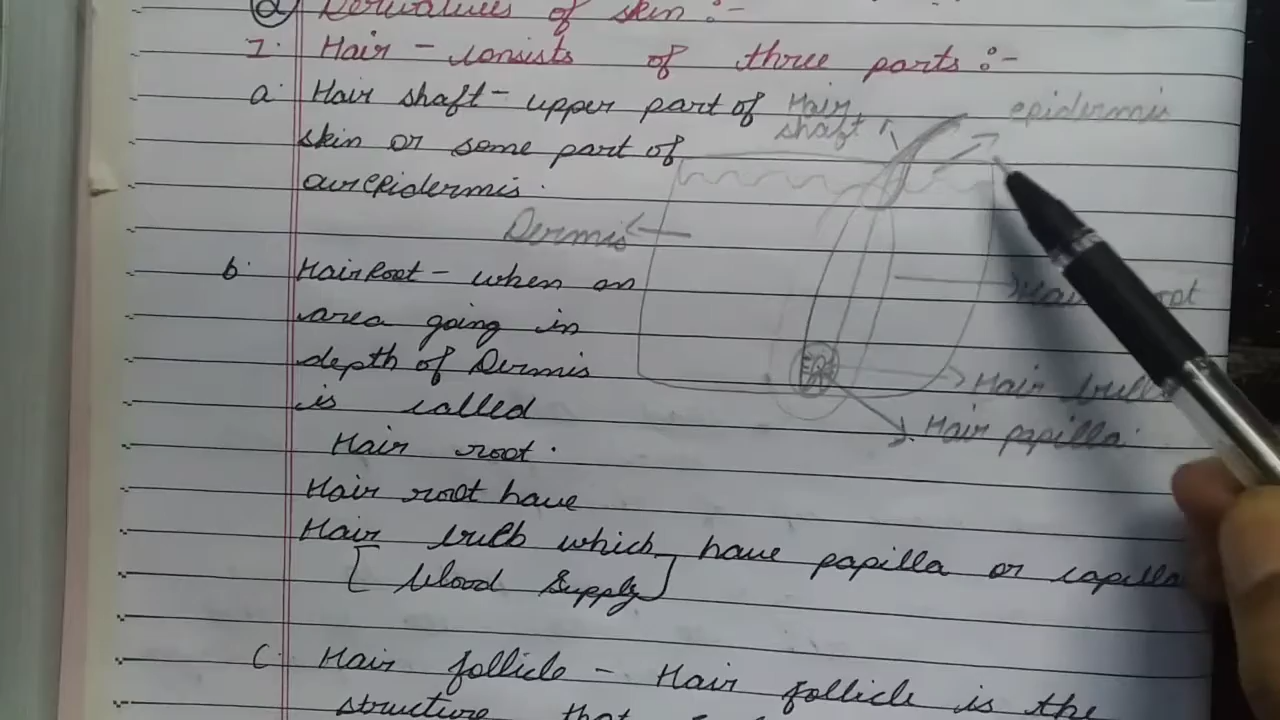 (a) Derivatives of skin :-
1. Hair - consists of three parts :-
a. Hair shaft - upper part of
skin or some part of
our epidermis.
Hair
shaft
epidermis
Dermis
b. Hair Root - when an
area going in
depth of Dermis
is called
Hair root.
Hair root have
Hair bulb which have papilla or capilla
[blood supply]
Hair bulb
Hair papilla
c. Hair follicle - Hair follicle is the
structure that